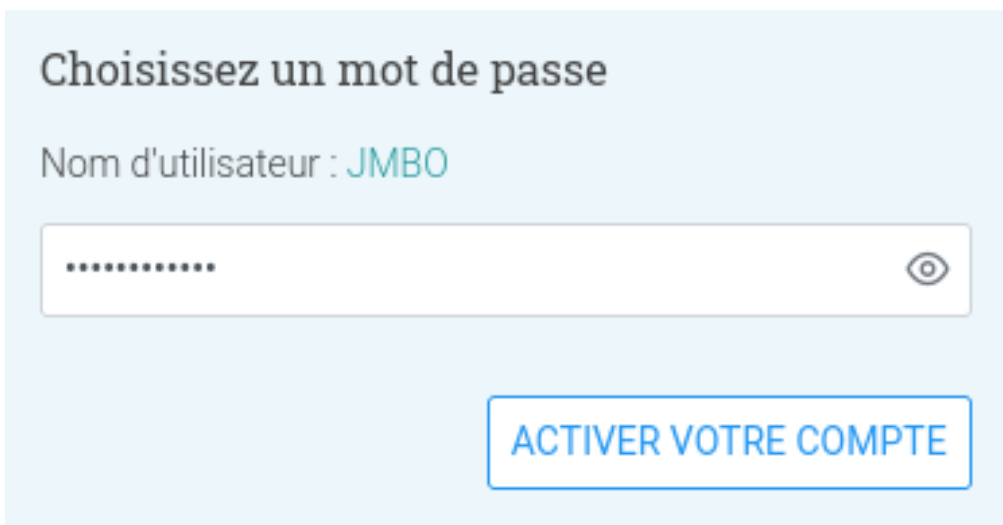 Choisissez un mot de passe
Nom d'utilisateur : JMBO
••••••••••••
ACTIVER VOTRE COMPTE